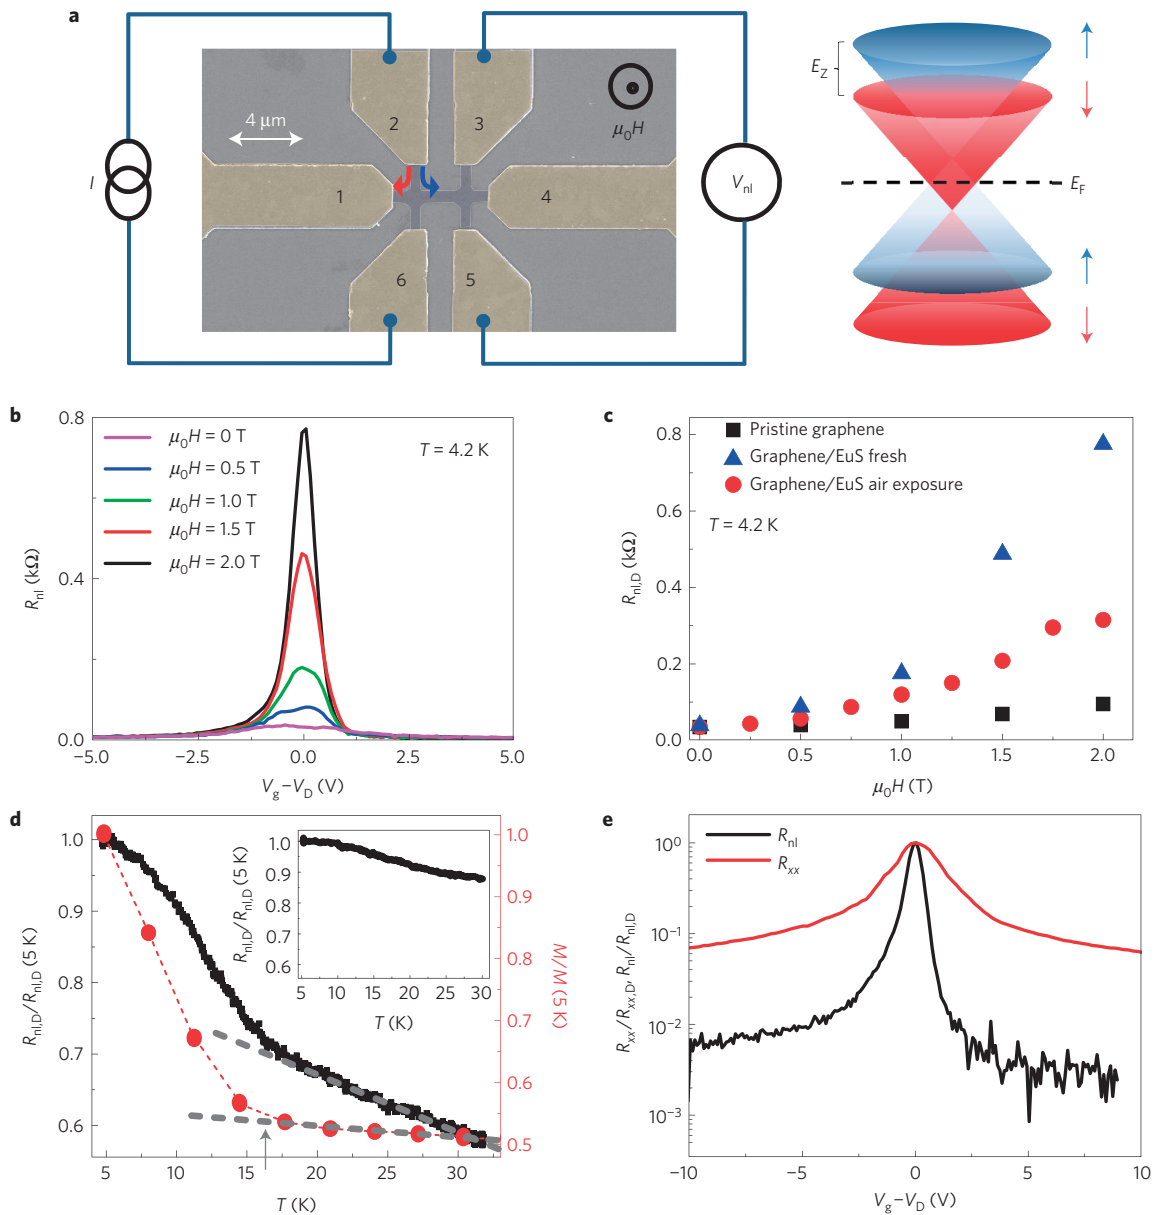 a
I
4 μm
1
2
3
4
5
6
μ₀H
Vnl
EZ
EF
b
μ₀H = 0 T
μ₀H = 0.5 T
μ₀H = 1.0 T
μ₀H = 1.5 T
μ₀H = 2.0 T
T = 4.2 K
Rnl (kΩ)
0.8
0.4
0.0
−5.0 −2.5 0.0 2.5 5.0
Vg−VD (V)
c
Pristine graphene
Graphene/EuS fresh
Graphene/EuS air exposure
T = 4.2 K
Rnl,D (kΩ)
0.8
0.6
0.4
0.2
0.0
0.0 0.5 1.0 1.5 2.0
μ₀H (T)
d
Rnl,D/Rnl,D (5 K)
1.0
0.9
0.8
0.7
0.6
5 10 15 20 25 30
T (K)
M/M (5 K)
1.0
0.9
0.8
0.7
0.6
0.5
Rnl,D/Rnl,D (5 K)
1.0
0.9
0.8
0.7
0.6
5 10 15 20 25 30
T (K)
e
Rnl
Rxx
Rxx/Rxx,D, Rnl/Rnl,D
10⁰
10⁻¹
10⁻²
10⁻³
−10 −5 0 5 10
Vg−VD (V)